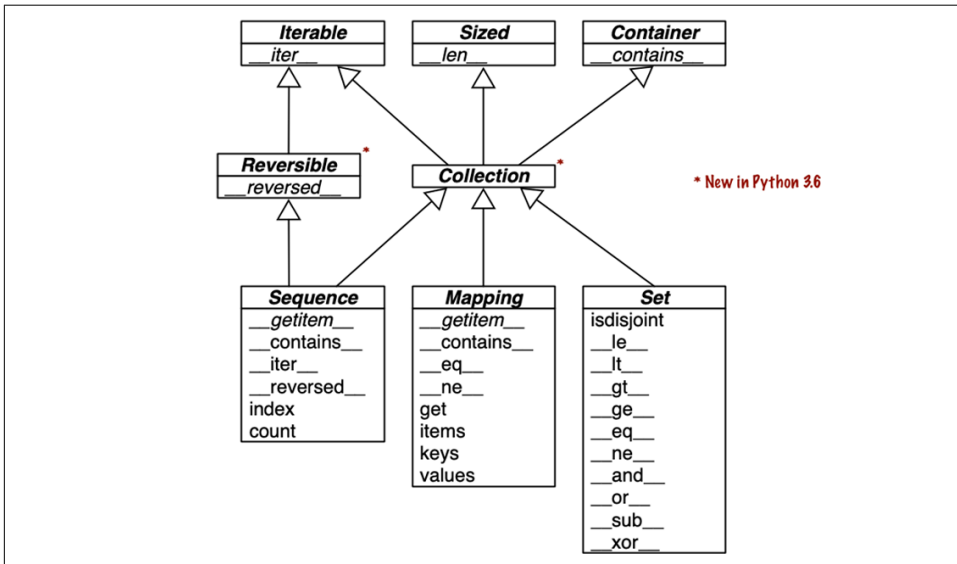 Iterable
__iter__
Sized
__len__
Container
__contains__
Reversible
__reversed__
*
Collection
*
* New in Python 3.6
Sequence
__getitem__
__contains__
__iter__
__reversed__
index
count
Mapping
__getitem__
__contains__
__eq__
__ne__
get
items
keys
values
Set
isdisjoint
__le__
__lt__
__gt__
__ge__
__eq__
__ne__
__and__
__or__
__sub__
__xor__